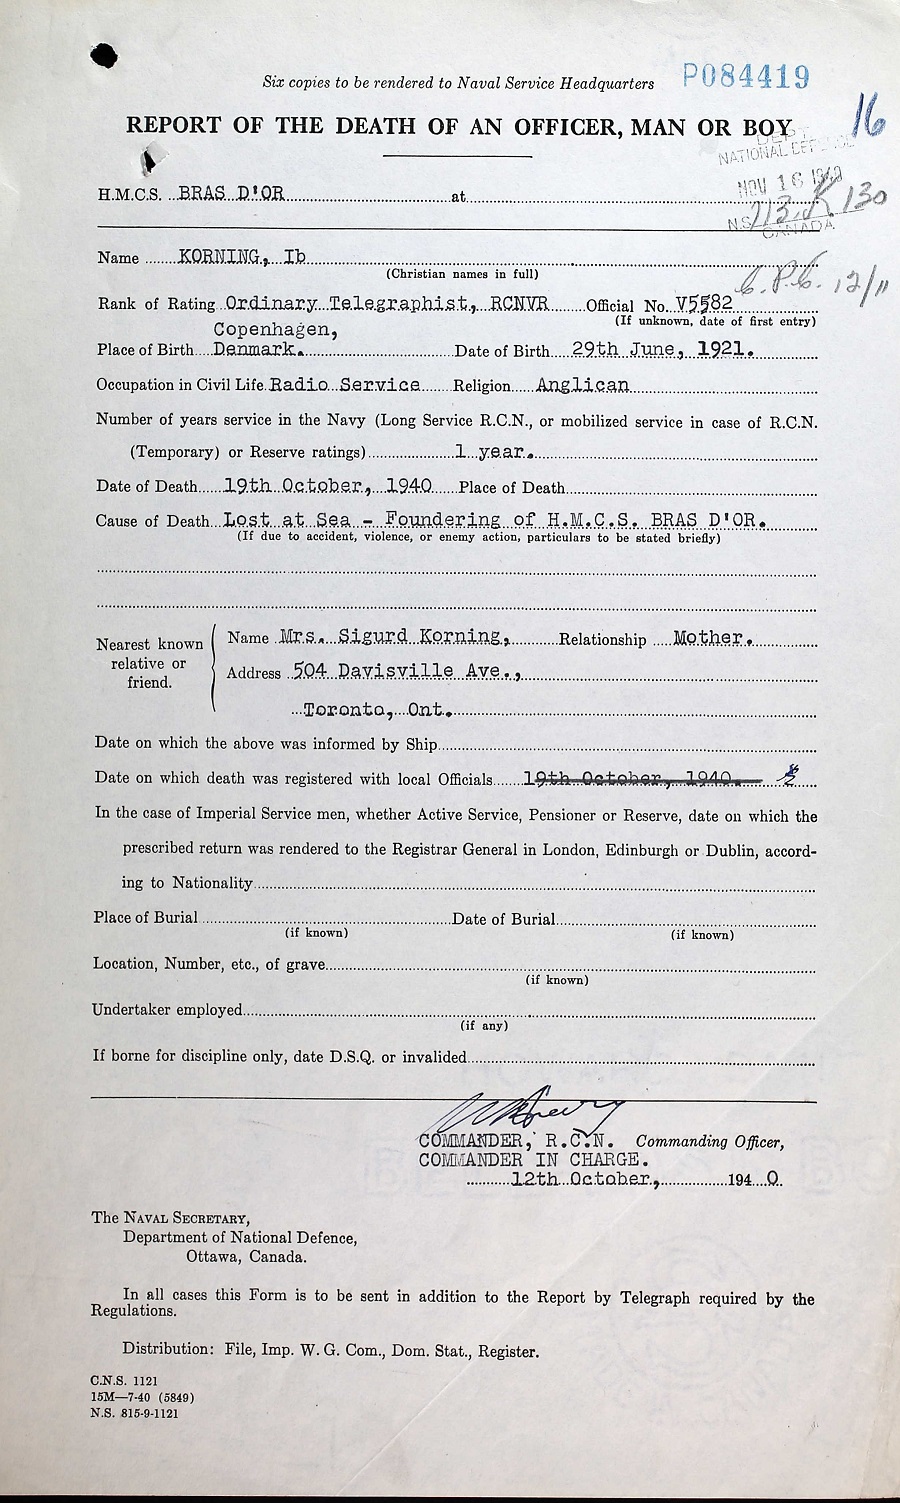 Six copies to be rendered to Naval Service Headquarters P084419
REPORT OF THE DEATH OF AN OFFICER, MAN OR BOY 16
DEPT.
NATIONAL DEFENCE
NOV 16 1940
H.M.C.S. BRAS D'OR at
N.S. 113-K-130
CANADA
Name KORNING, Ib
(Christian names in full)
C.P.C. 12/11
Rank of Rating Ordinary Telegraphist, RCNVR Official No. V5582
(If unknown, date of first entry)
Copenhagen,
Place of Birth Denmark. Date of Birth 29th June, 1921.
Occupation in Civil Life Radio Service Religion Anglican
Number of years service in the Navy (Long Service R.C.N., or mobilized service in case of R.C.N.
(Temporary) or Reserve ratings) 1 year.
Date of Death 19th October, 1940 Place of Death
Cause of Death Lost at Sea - Foundering of H.M.C.S. BRAS D'OR.
(If due to accident, violence, or enemy action, particulars to be stated briefly)
Nearest known relative or friend.
Name Mrs. Sigurd Korning, Relationship Mother.
Address 504 Davisville Ave.,
Toronto, Ont.
Date on which the above was informed by Ship
Date on which death was registered with local Officials 19th October, 1940.
In the case of Imperial Service men, whether Active Service, Pensioner or Reserve, date on which the
prescribed return was rendered to the Registrar General in London, Edinburgh or Dublin, accord-
ing to Nationality
Place of Burial Date of Burial
(if known) (if known)
Location, Number, etc., of grave
(if known)
Undertaker employed
(if any)
If borne for discipline only, date D.S.Q. or invalided
COMMANDER, R.C.N. Commanding Officer,
COMMANDER IN CHARGE.
12th October, 1940.
The NAVAL SECRETARY,
Department of National Defence,
Ottawa, Canada.
In all cases this Form is to be sent in addition to the Report by Telegraph required by the
Regulations.
Distribution: File, Imp. W. G. Com., Dom. Stat., Register.
C.N.S. 1121
15M—7-40 (5849)
N.S. 815-9-1121